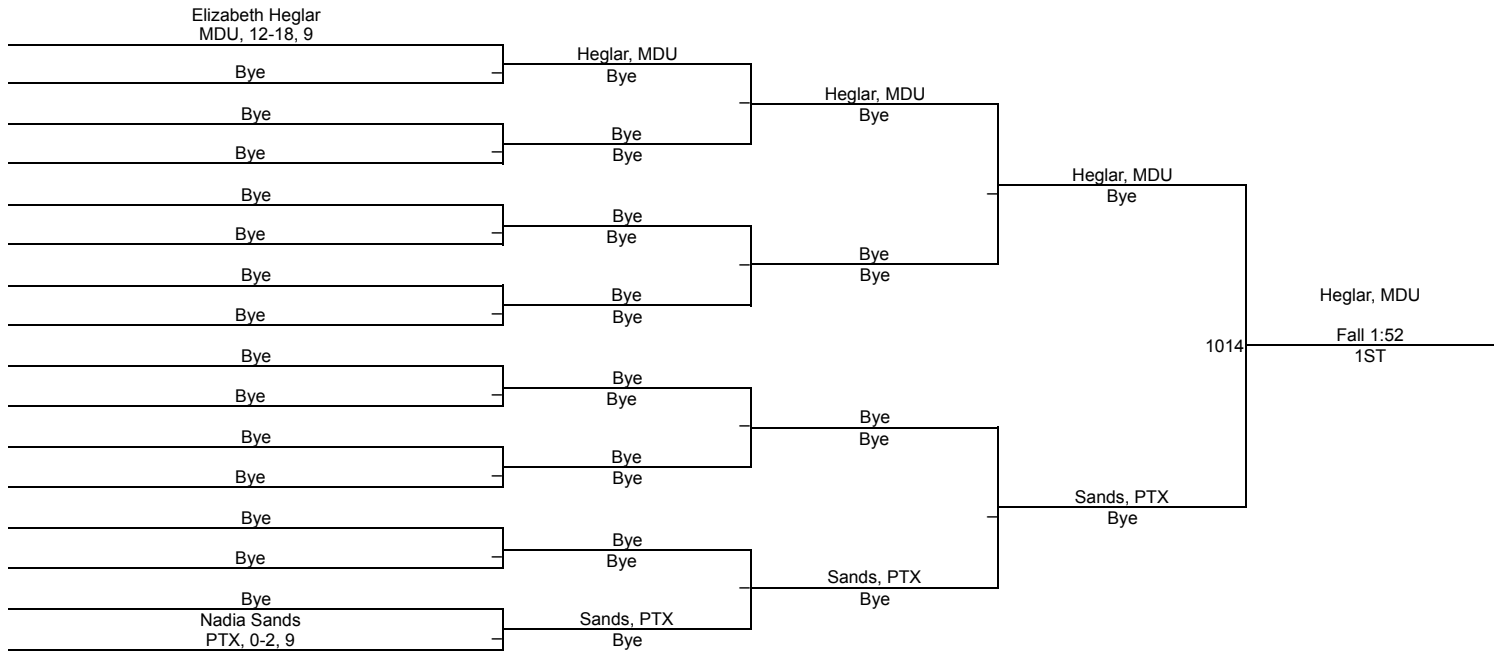 Elizabeth Heglar
MDU, 12-18, 9
Bye
Bye
Bye
Bye
Bye
Bye
Bye
Bye
Bye
Bye
Bye
Bye
Bye
Bye
Nadia Sands
PTX, 0-2, 9
Heglar, MDU
Bye
Bye
Bye
Bye
Bye
Bye
Bye
Bye
Bye
Bye
Bye
Bye
Bye
Sands, PTX
Bye
Heglar, MDU
Bye
Bye
Bye
Bye
Bye
Sands, PTX
Bye
Heglar, MDU
Bye
Sands, PTX
Bye
1014
Heglar, MDU
Fall 1:52
1ST